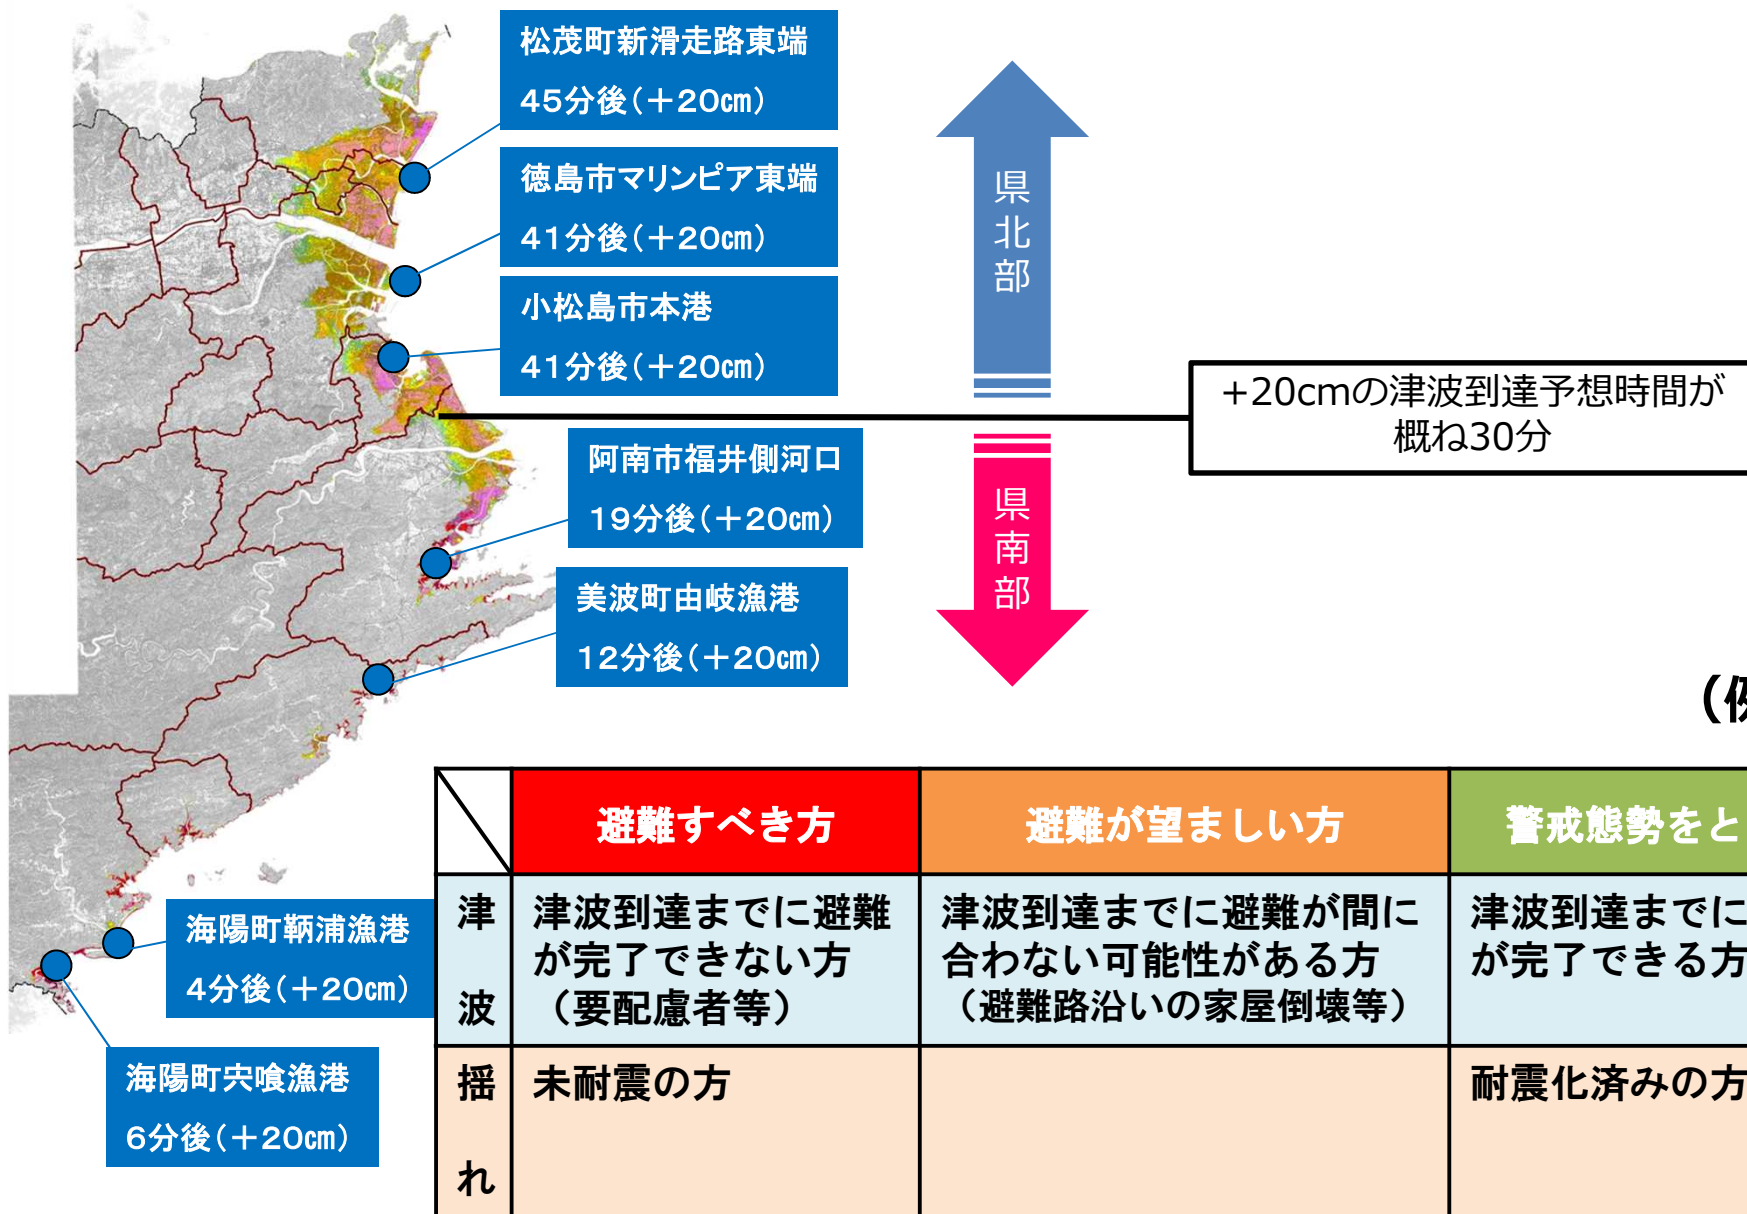 松茂町新滑走路東端
45分後（＋20㎝）
徳島市マリンピア東端
41分後（＋20㎝）
小松島市本港
41分後（＋20㎝）
県北部
+20cmの津波到達予想時間が
概ね30分
阿南市福井側河口
19分後（＋20㎝）
県南部
美波町由岐漁港
12分後（＋20㎝）
（例
避難すべき方
避難が望ましい方
警戒態勢をと
津波
津波到達までに避難
が完了できない方
（要配慮者等）
津波到達までに避難が間に
合わない可能性がある方
（避難路沿いの家屋倒壊等）
津波到達までに
が完了できる方
揺れ
未耐震の方
耐震化済みの方
海陽町鞆浦漁港
4分後（＋20㎝）
海陽町宍喰漁港
6分後（＋20㎝）